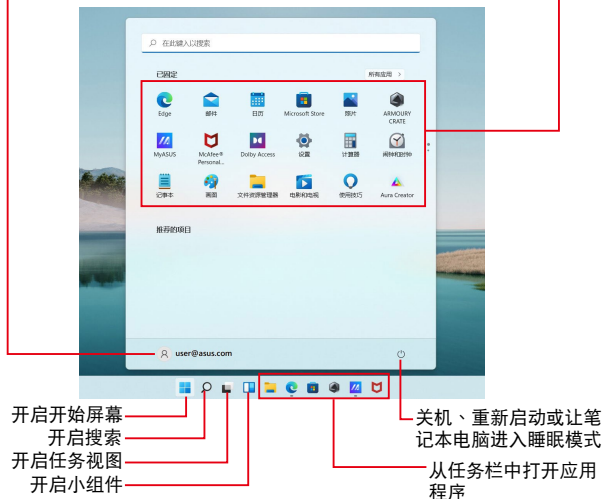 在此键入以搜索
已固定
所有应用 >
Edge
邮件
日历
Microsoft Store
照片
ARMOURY CRATE
MyASUS
McAfee® Personal...
Dolby Access
设置
计算器
闹钟和时钟
记事本
画图
文件资源管理器
电影和电视
使用技巧
Aura Creator
推荐的项目
user@asus.com
开启开始屏幕
开启搜索
开启任务视图
开启小组件
关机、重新启动或让笔
记本电脑进入睡眠模式
从任务栏中打开应用
程序